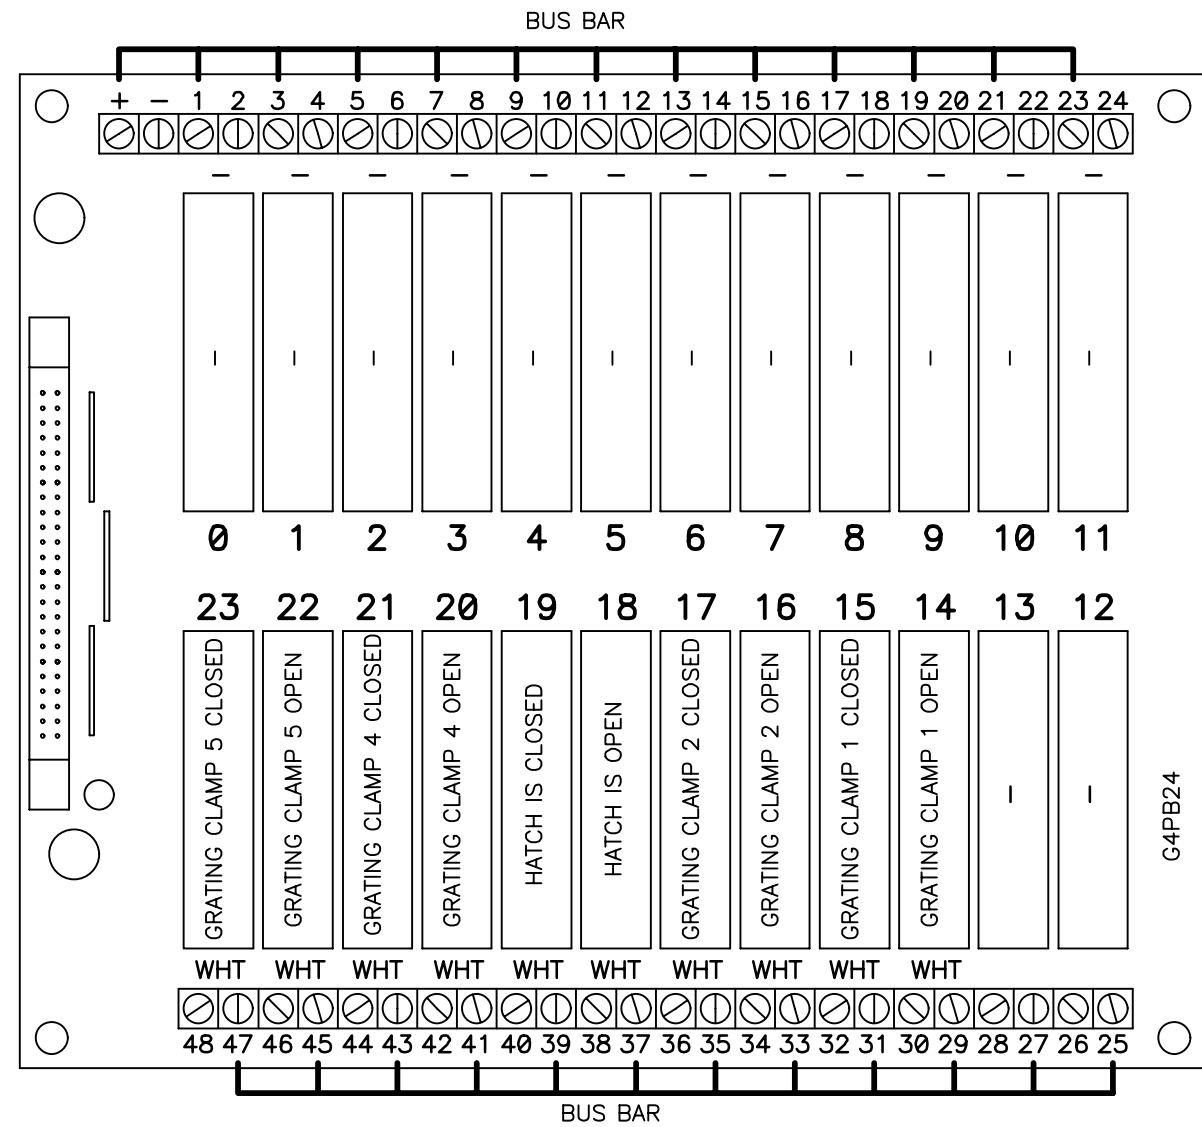 BUS BAR
+ − 1 2 3 4 5 6 7 8 9 10 11 12 13 14 15 16 17 18 19 20 21 22 23 24
− − − − − − − − − − − −
− − − − − − − − − − − −
0 1 2 3 4 5 6 7 8 9 10 11
23 22 21 20 19 18 17 16 15 14 13 12
GRATING CLAMP 5 CLOSED
GRATING CLAMP 5 OPEN
GRATING CLAMP 4 CLOSED
GRATING CLAMP 4 OPEN
HATCH IS CLOSED
HATCH IS OPEN
GRATING CLAMP 2 CLOSED
GRATING CLAMP 2 OPEN
GRATING CLAMP 1 CLOSED
GRATING CLAMP 1 OPEN
−
−
G4PB24
WHT WHT WHT WHT WHT WHT WHT WHT WHT WHT
48 47 46 45 44 43 42 41 40 39 38 37 36 35 34 33 32 31 30 29 28 27 26 25
BUS BAR